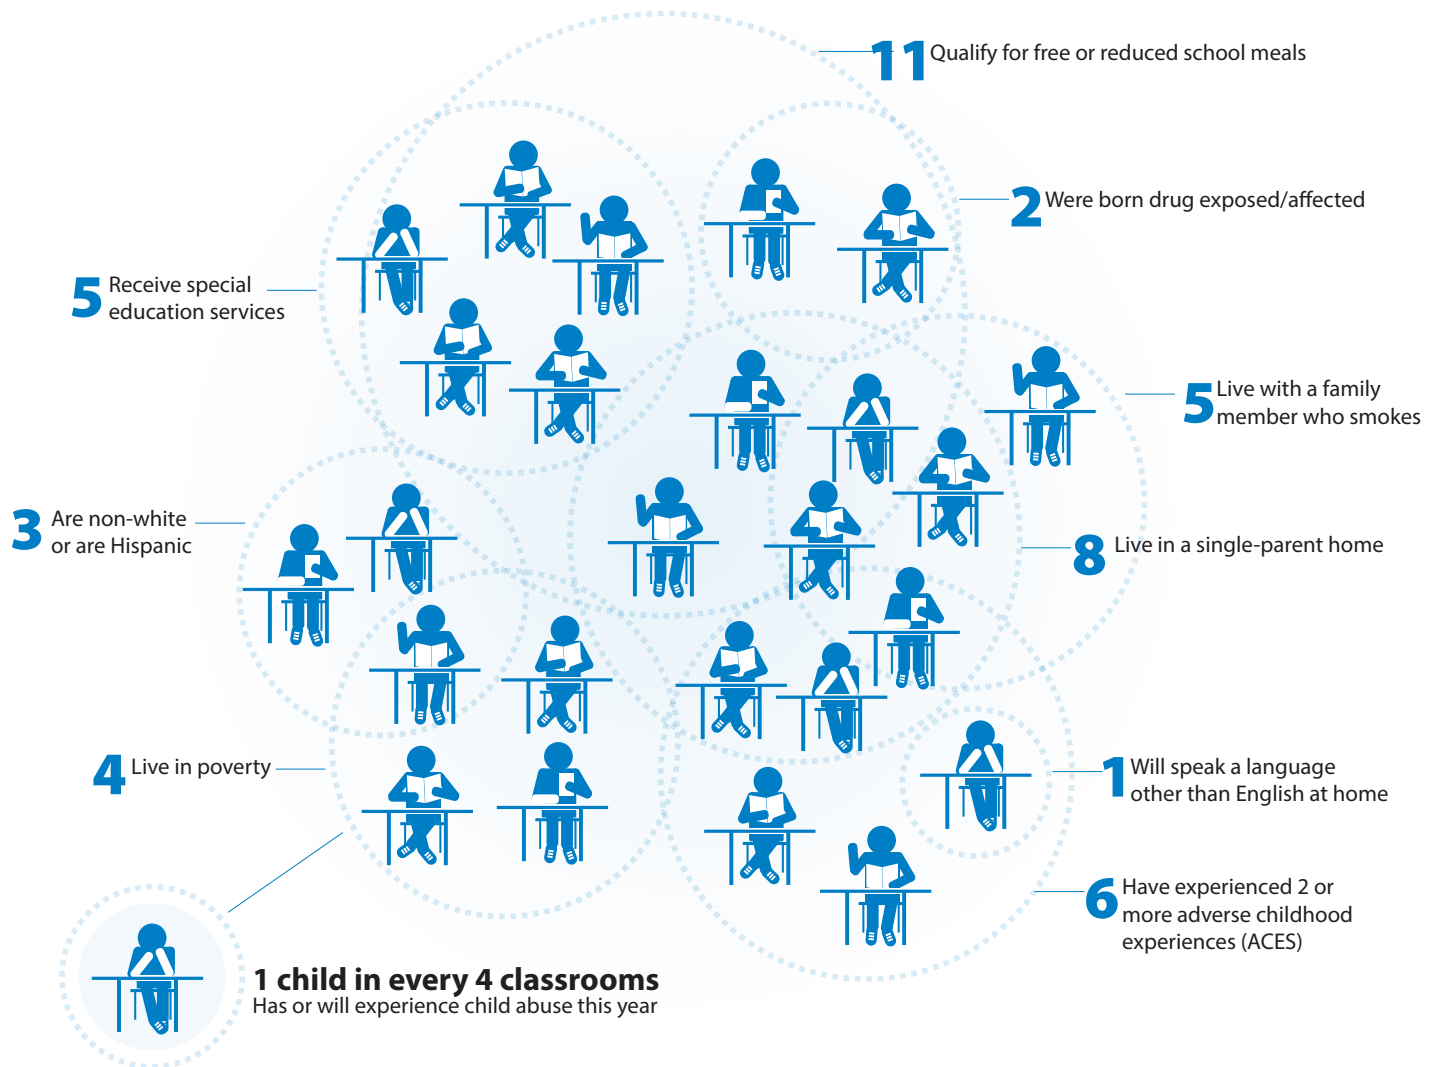 11 Qualify for free or reduced school meals
2 Were born drug exposed/affected
5 Receive special
education services
5 Live with a family
member who smokes
3 Are non-white
or are Hispanic
8 Live in a single-parent home
4 Live in poverty
1 Will speak a language
other than English at home
6 Have experienced 2 or
more adverse childhood
experiences (ACES)
1 child in every 4 classrooms
Has or will experience child abuse this year